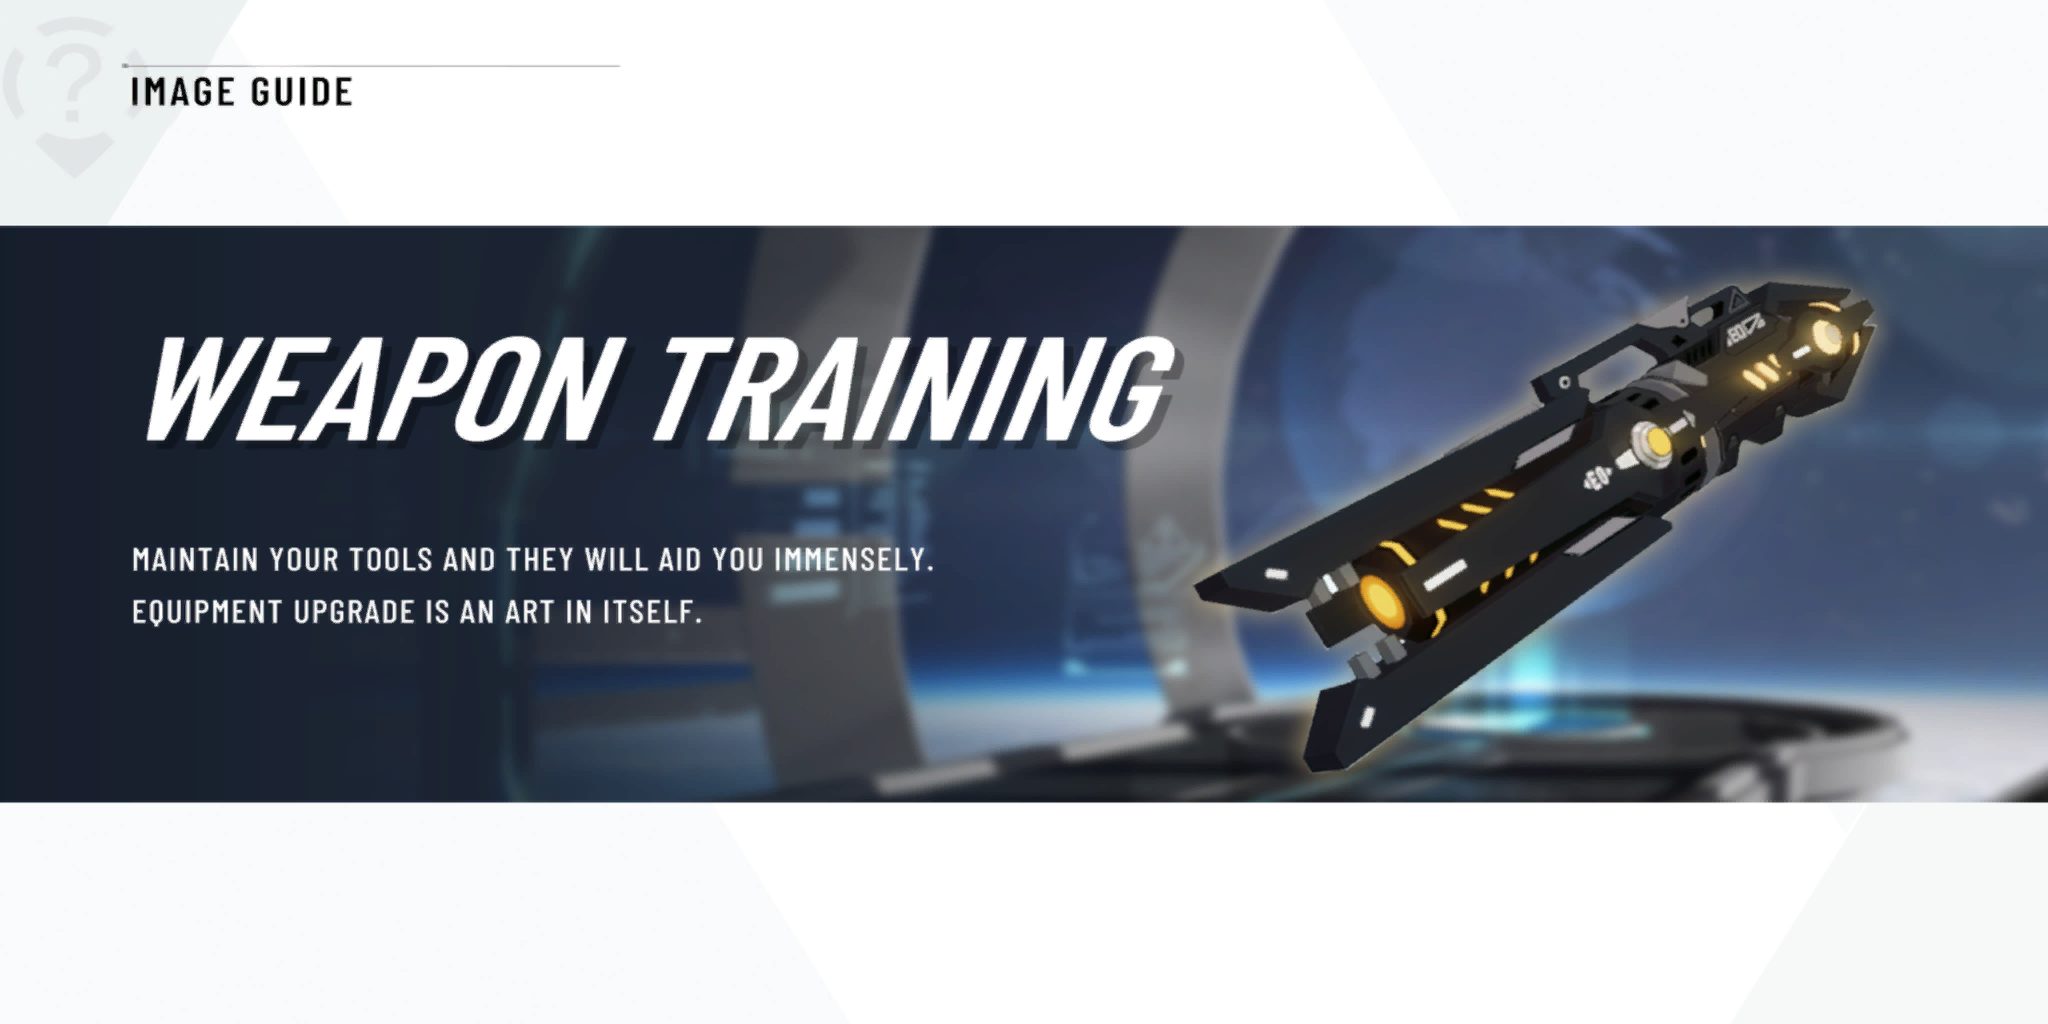 ?
IMAGE GUIDE
WEAPON TRAINING
MAINTAIN YOUR TOOLS AND THEY WILL AID YOU IMMENSELY.
EQUIPMENT UPGRADE IS AN ART IN ITSELF.